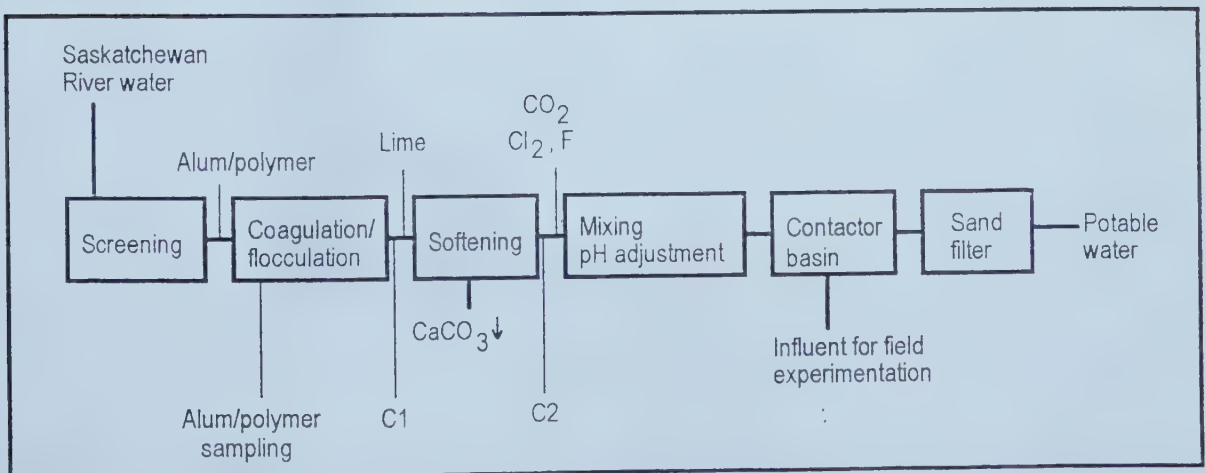 Saskatchewan
River water
Alum/polymer
Lime
CO2
Cl2, F
Screening
Coagulation/
flocculation
Softening
Mixing
pH adjustment
Contactor
basin
Sand
filter
Potable
water
CaCO3↓
Influent for field
experimentation
Alum/polymer
sampling
C1
C2
: